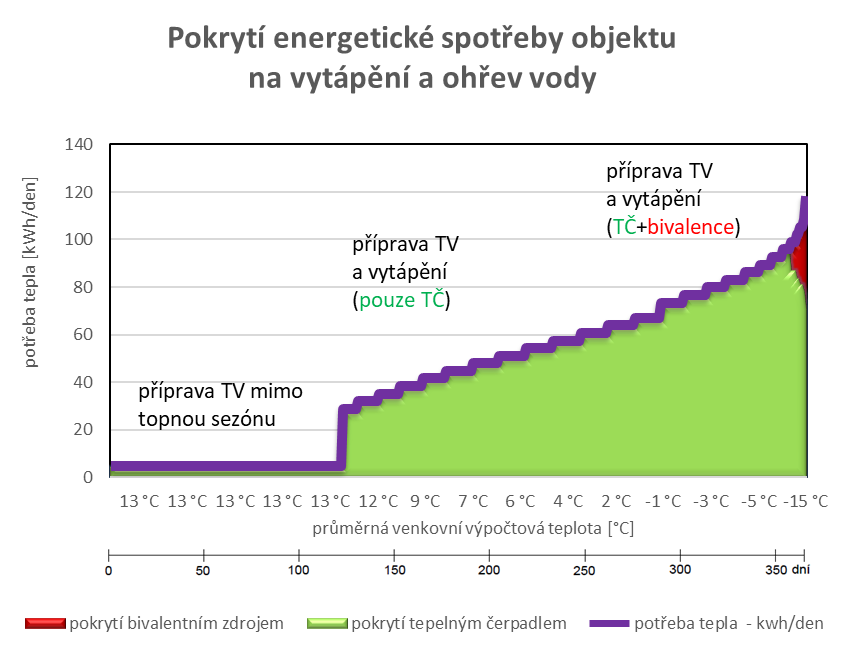 Pokrytí energetické spotřeby objektu
na vytápění a ohřev vody
potřeba tepla [kWh/den]
140
120
100
80
60
40
20
0
příprava TV mimo
topnou sezónu
příprava TV
a vytápění
(pouze TČ)
příprava TV
a vytápění
(TČ+bivalence)
13 °C 13 °C 13 °C 13 °C 13 °C 12 °C 9 °C 7 °C 6 °C 4 °C 2 °C -1 °C -3 °C -5 °C -15 °C
průměrná venkovní výpočtová teplota [°C]
0 50 100 150 200 250 300 350 dní
pokrytí bivalentním zdrojem pokrytí tepelným čerpadlem potřeba tepla - kwh/den